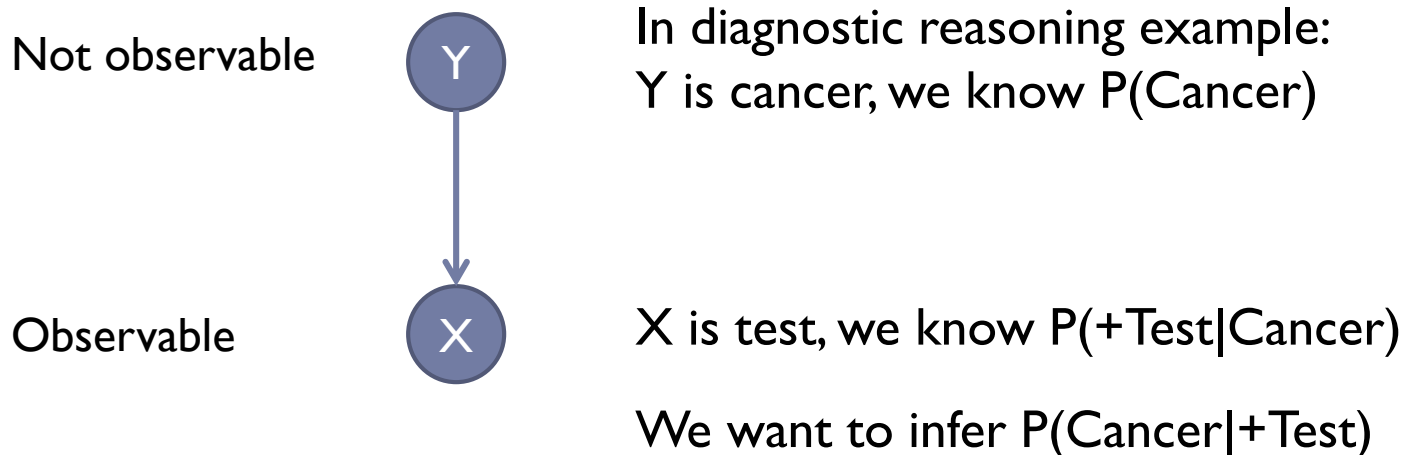 Not observable
Y
In diagnostic reasoning example:
Y is cancer, we know P(Cancer)
Observable
X
X is test, we know P(+Test|Cancer)
We want to infer P(Cancer|+Test)